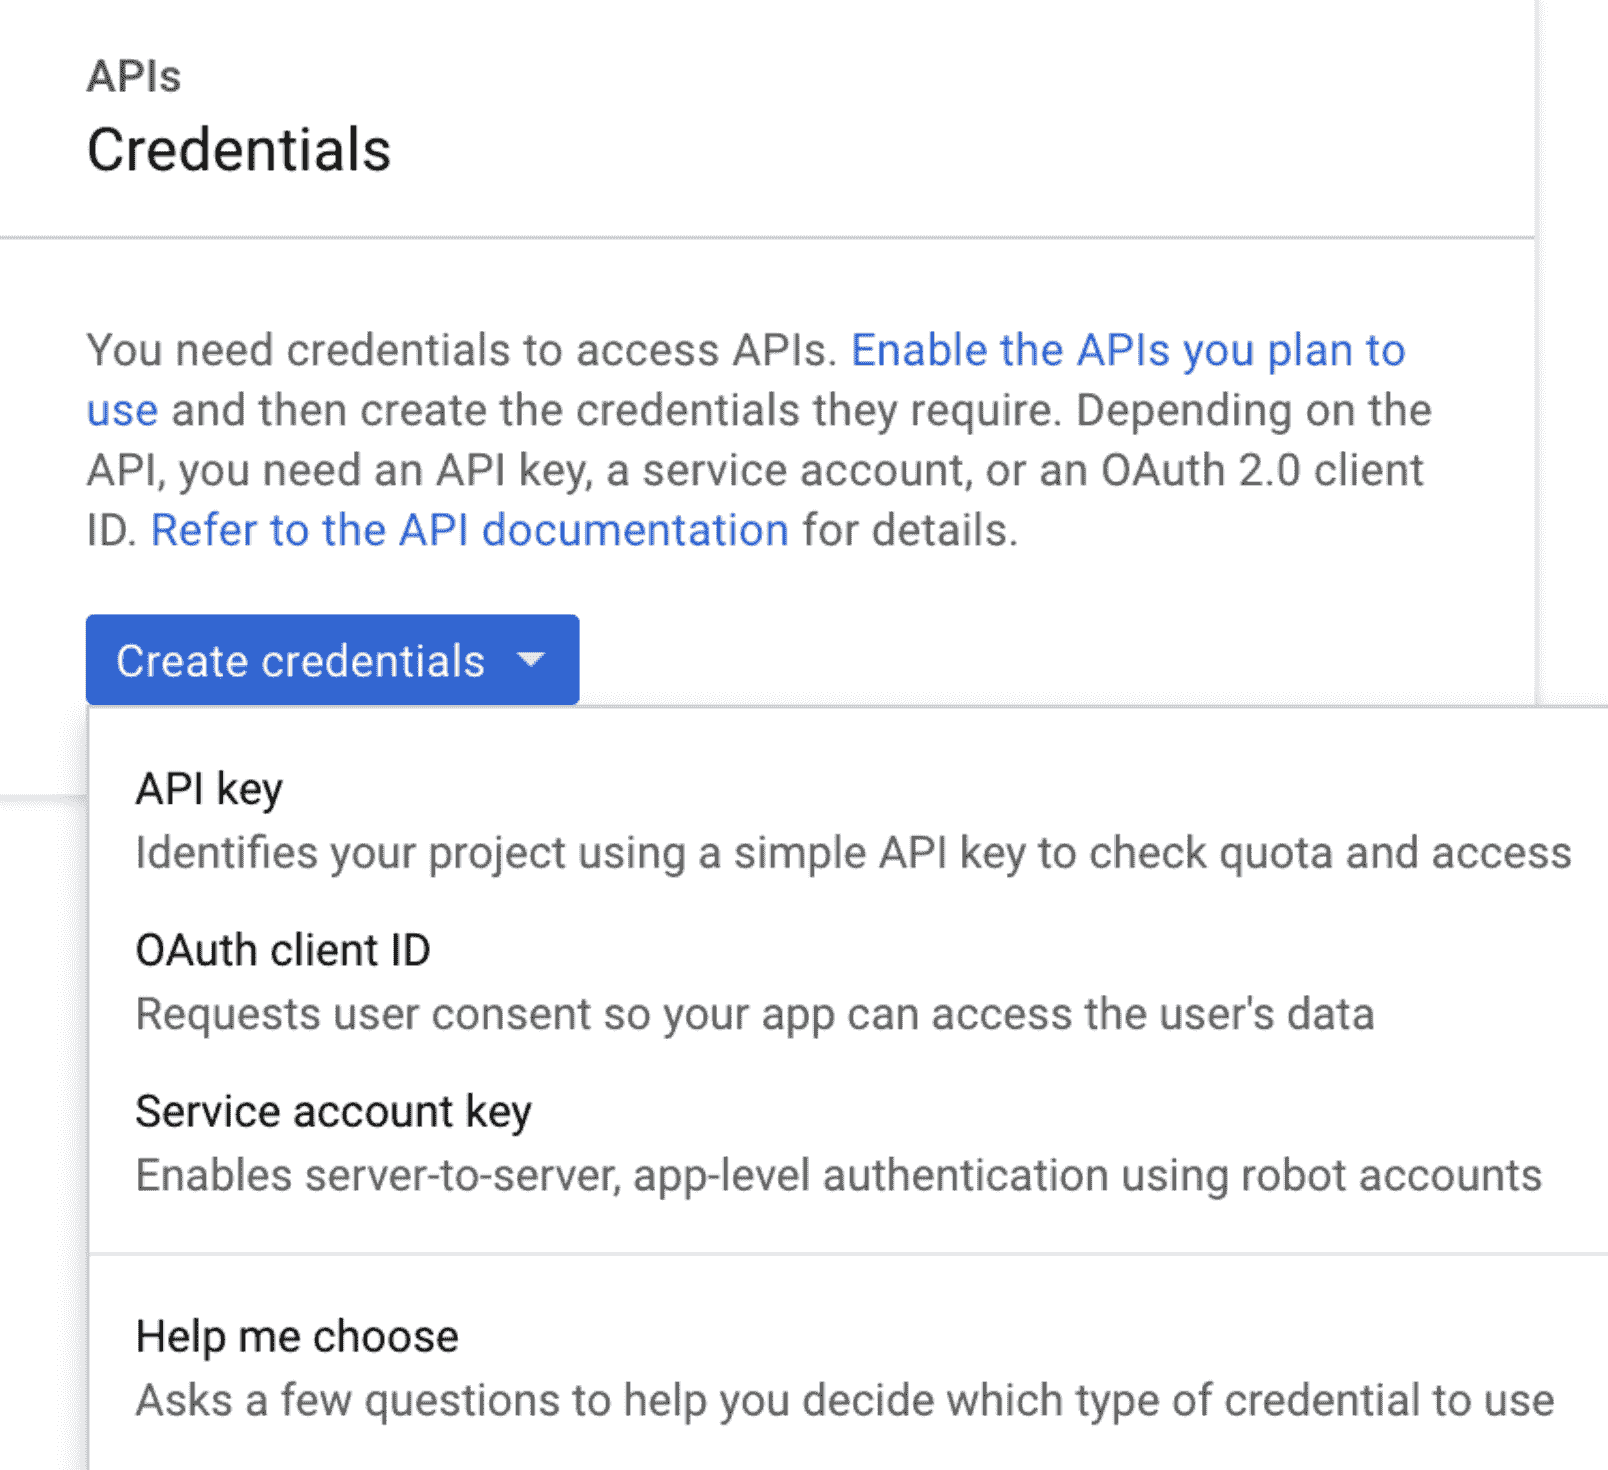 APIs
Credentials
You need credentials to access APIs. Enable the APIs you plan to
use and then create the credentials they require. Depending on the
API, you need an API key, a service account, or an OAuth 2.0 client
ID. Refer to the API documentation for details.
Create credentials
API key
Identifies your project using a simple API key to check quota and access
OAuth client ID
Requests user consent so your app can access the user's data
Service account key
Enables server-to-server, app-level authentication using robot accounts
Help me choose
Asks a few questions to help you decide which type of credential to use